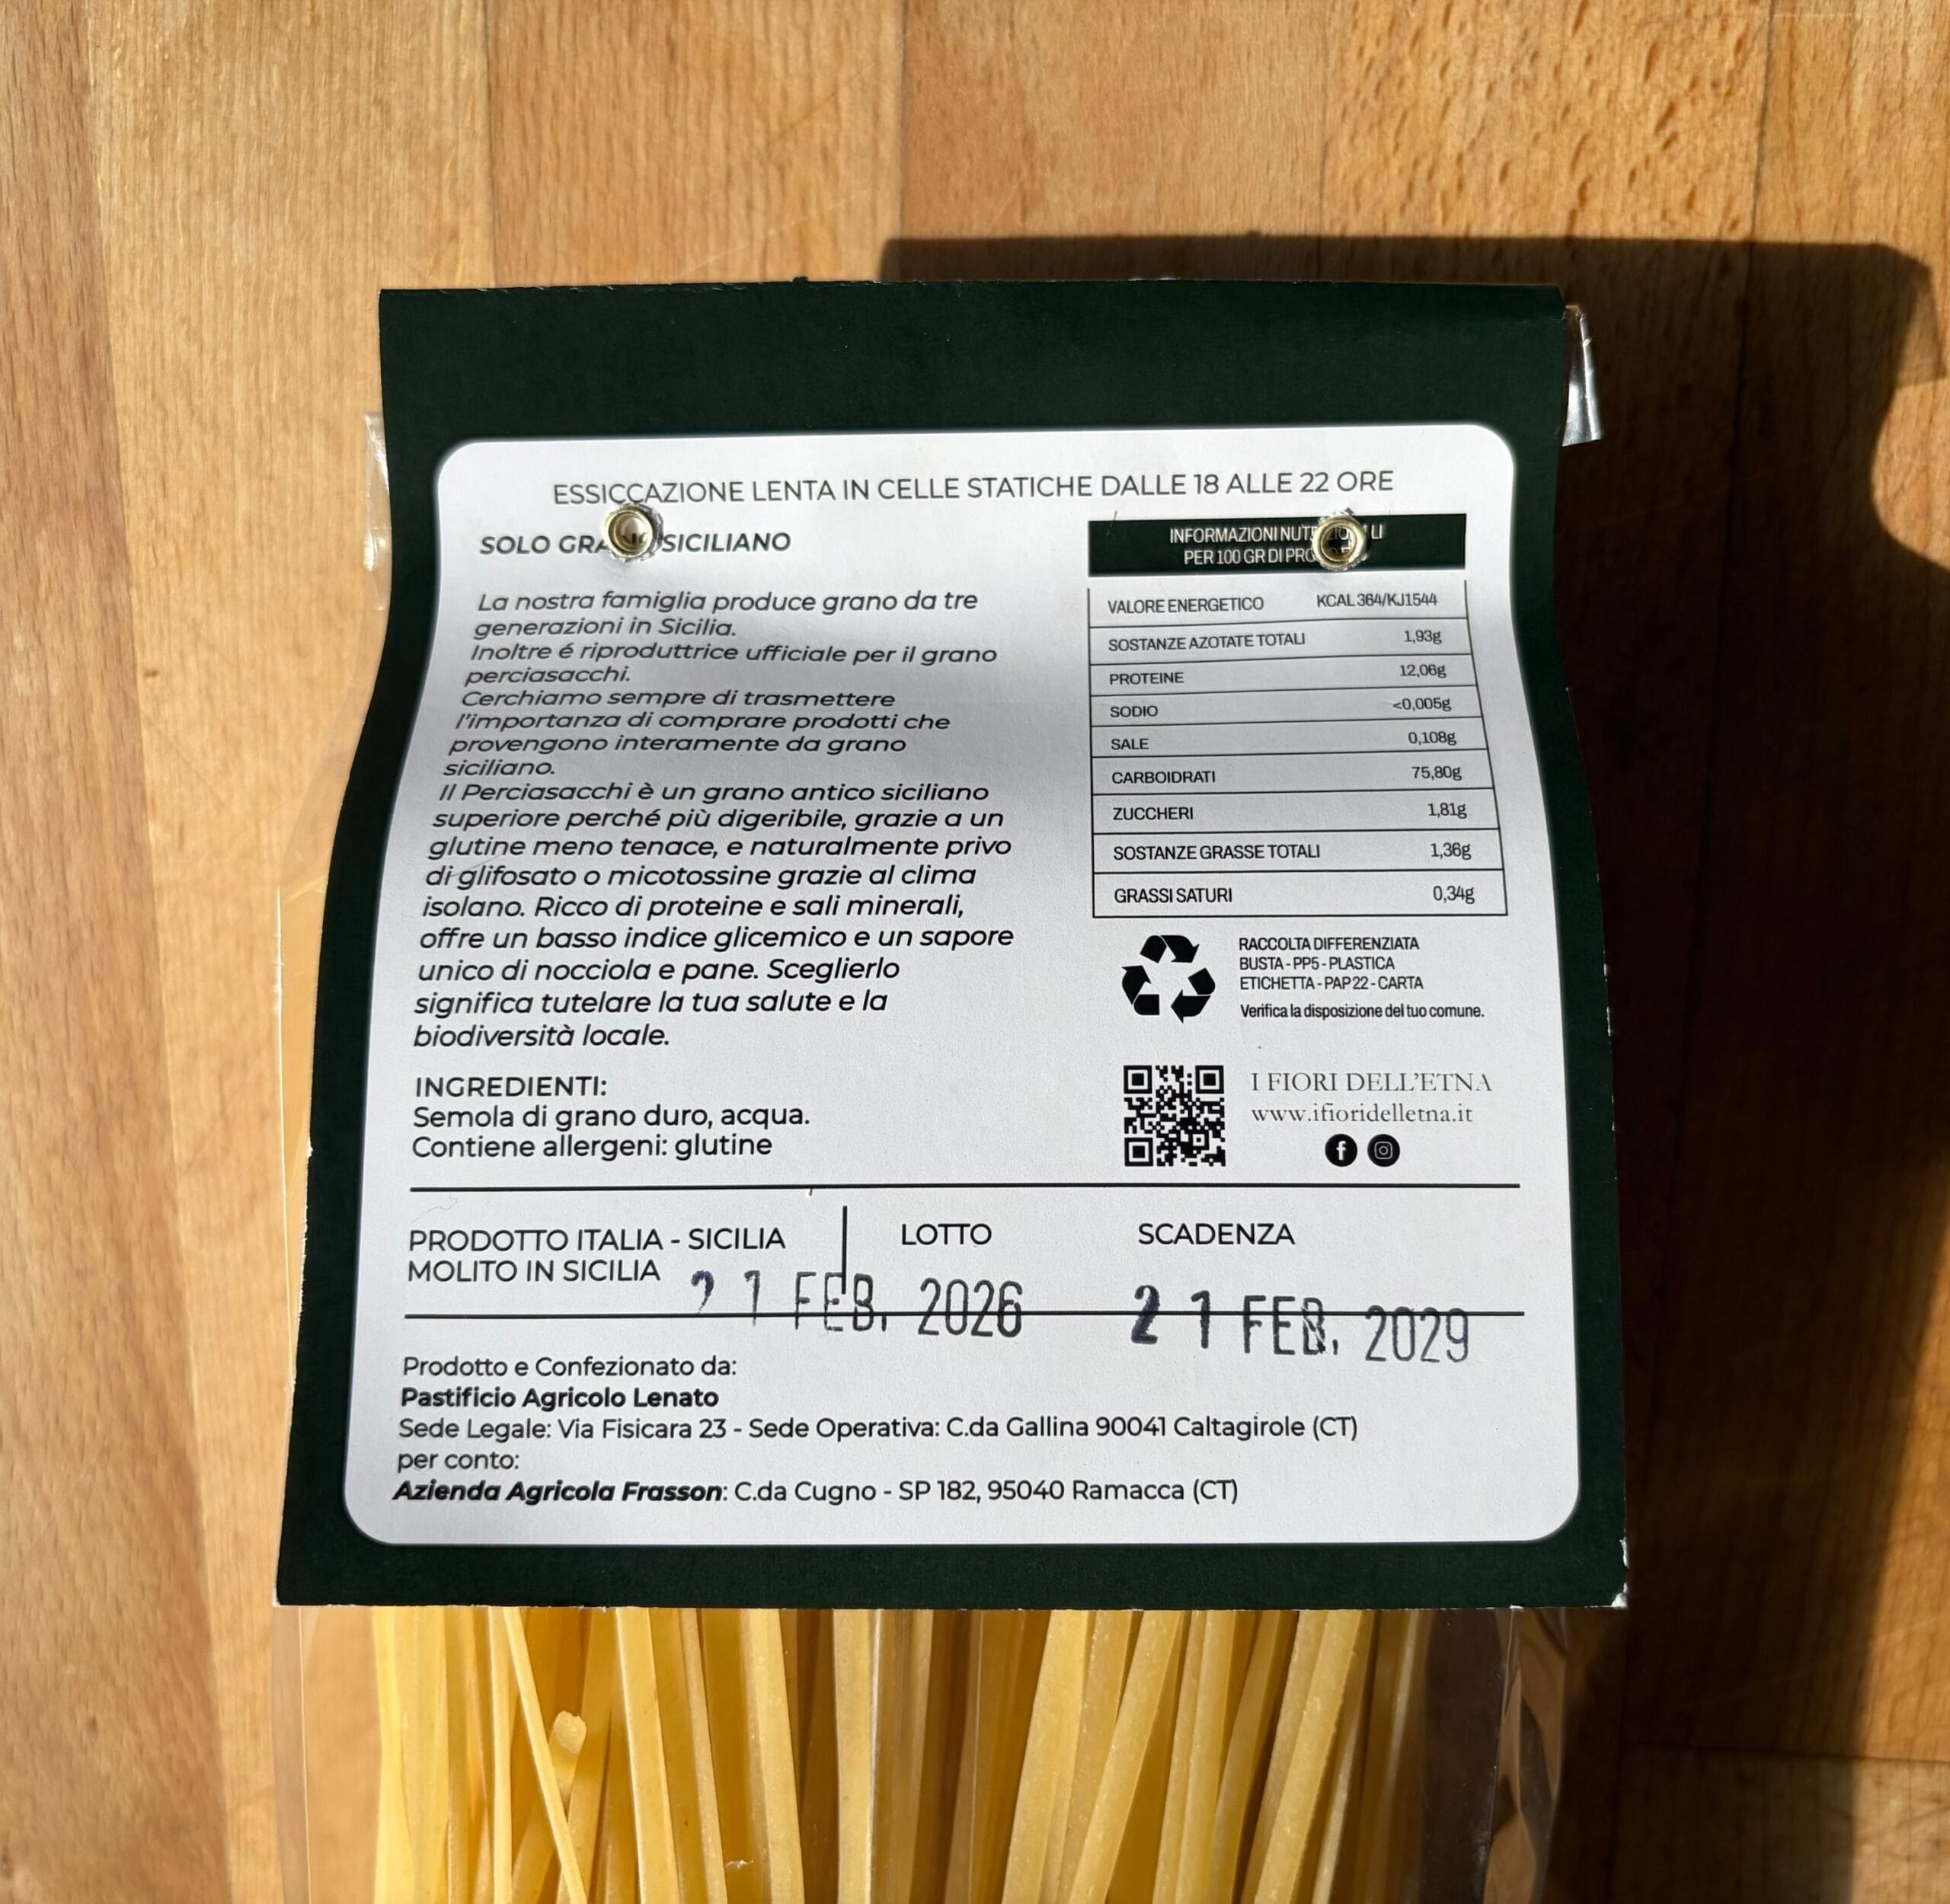 ESSICCAZIONE LENTA IN CELLE STATICHE DALLE 18 ALLE 22 ORE
SOLO SICILIANO
La nostra famiglia produce grano da tre
generazioni in Sicilia.
Inoltre é riproduttrice ufficiale per il grano
perciasacchi.
Cerchiamo sempre di trasmettere
l'importanza di comprare prodotti che
provengono interamente da grano
siciliano.
Il Perciasacchi è un grano antico siciliano
superiore perché più digeribile, grazie a un
glutine meno tenace, e naturalmente privo
di glifosato o micotossine grazie al clima
isolano. Ricco di proteine e sali minerali,
offre un basso indice glicemico e un sapore
unico di nocciola e pane. Sceglierlo
significa tutelare la tua salute e la
biodiversità locale.
INGREDIENTI:
Semola di grano duro, acqua.
Contiene allergeni: glutine
INFORMAZIONI
PER 100 GR DI
VALORE ENERGETICO KCAL 364/KJ1544
SOSTANZE AZOTATE TOTALI 1,93g
PROTEINE 12,06g
SODIO <0,005g
SALE 0,108g
CARBOIDRATI 75,80g
ZUCCHERI 1,81g
SOSTANZE GRASSE TOTALI 1,36g
GRASSI SATURI 0,34g
RACCOLTA DIFFERENZIATA
BUSTA - PP5 - PLASTICA
ETICHETTA - PAP 22 - CARTA
Verifica la disposizione del tuo comune.
I FIORI DELL'ETNA
www.ifioridelletna.it
PRODOTTO ITALIA - SICILIA
MOLITO IN SICILIA
LOTTO
21 FEB. 2026
SCADENZA
21 FEB. 2029
Prodotto e Confezionato da:
Pastificio Agricolo Lenato
Sede Legale: Via Fisicara 23 - Sede Operativa: C.da Gallina 90041 Caltagirole (CT)
per conto:
Azienda Agricola Frasson: C.da Cugno - SP 182, 95040 Ramacca (CT)